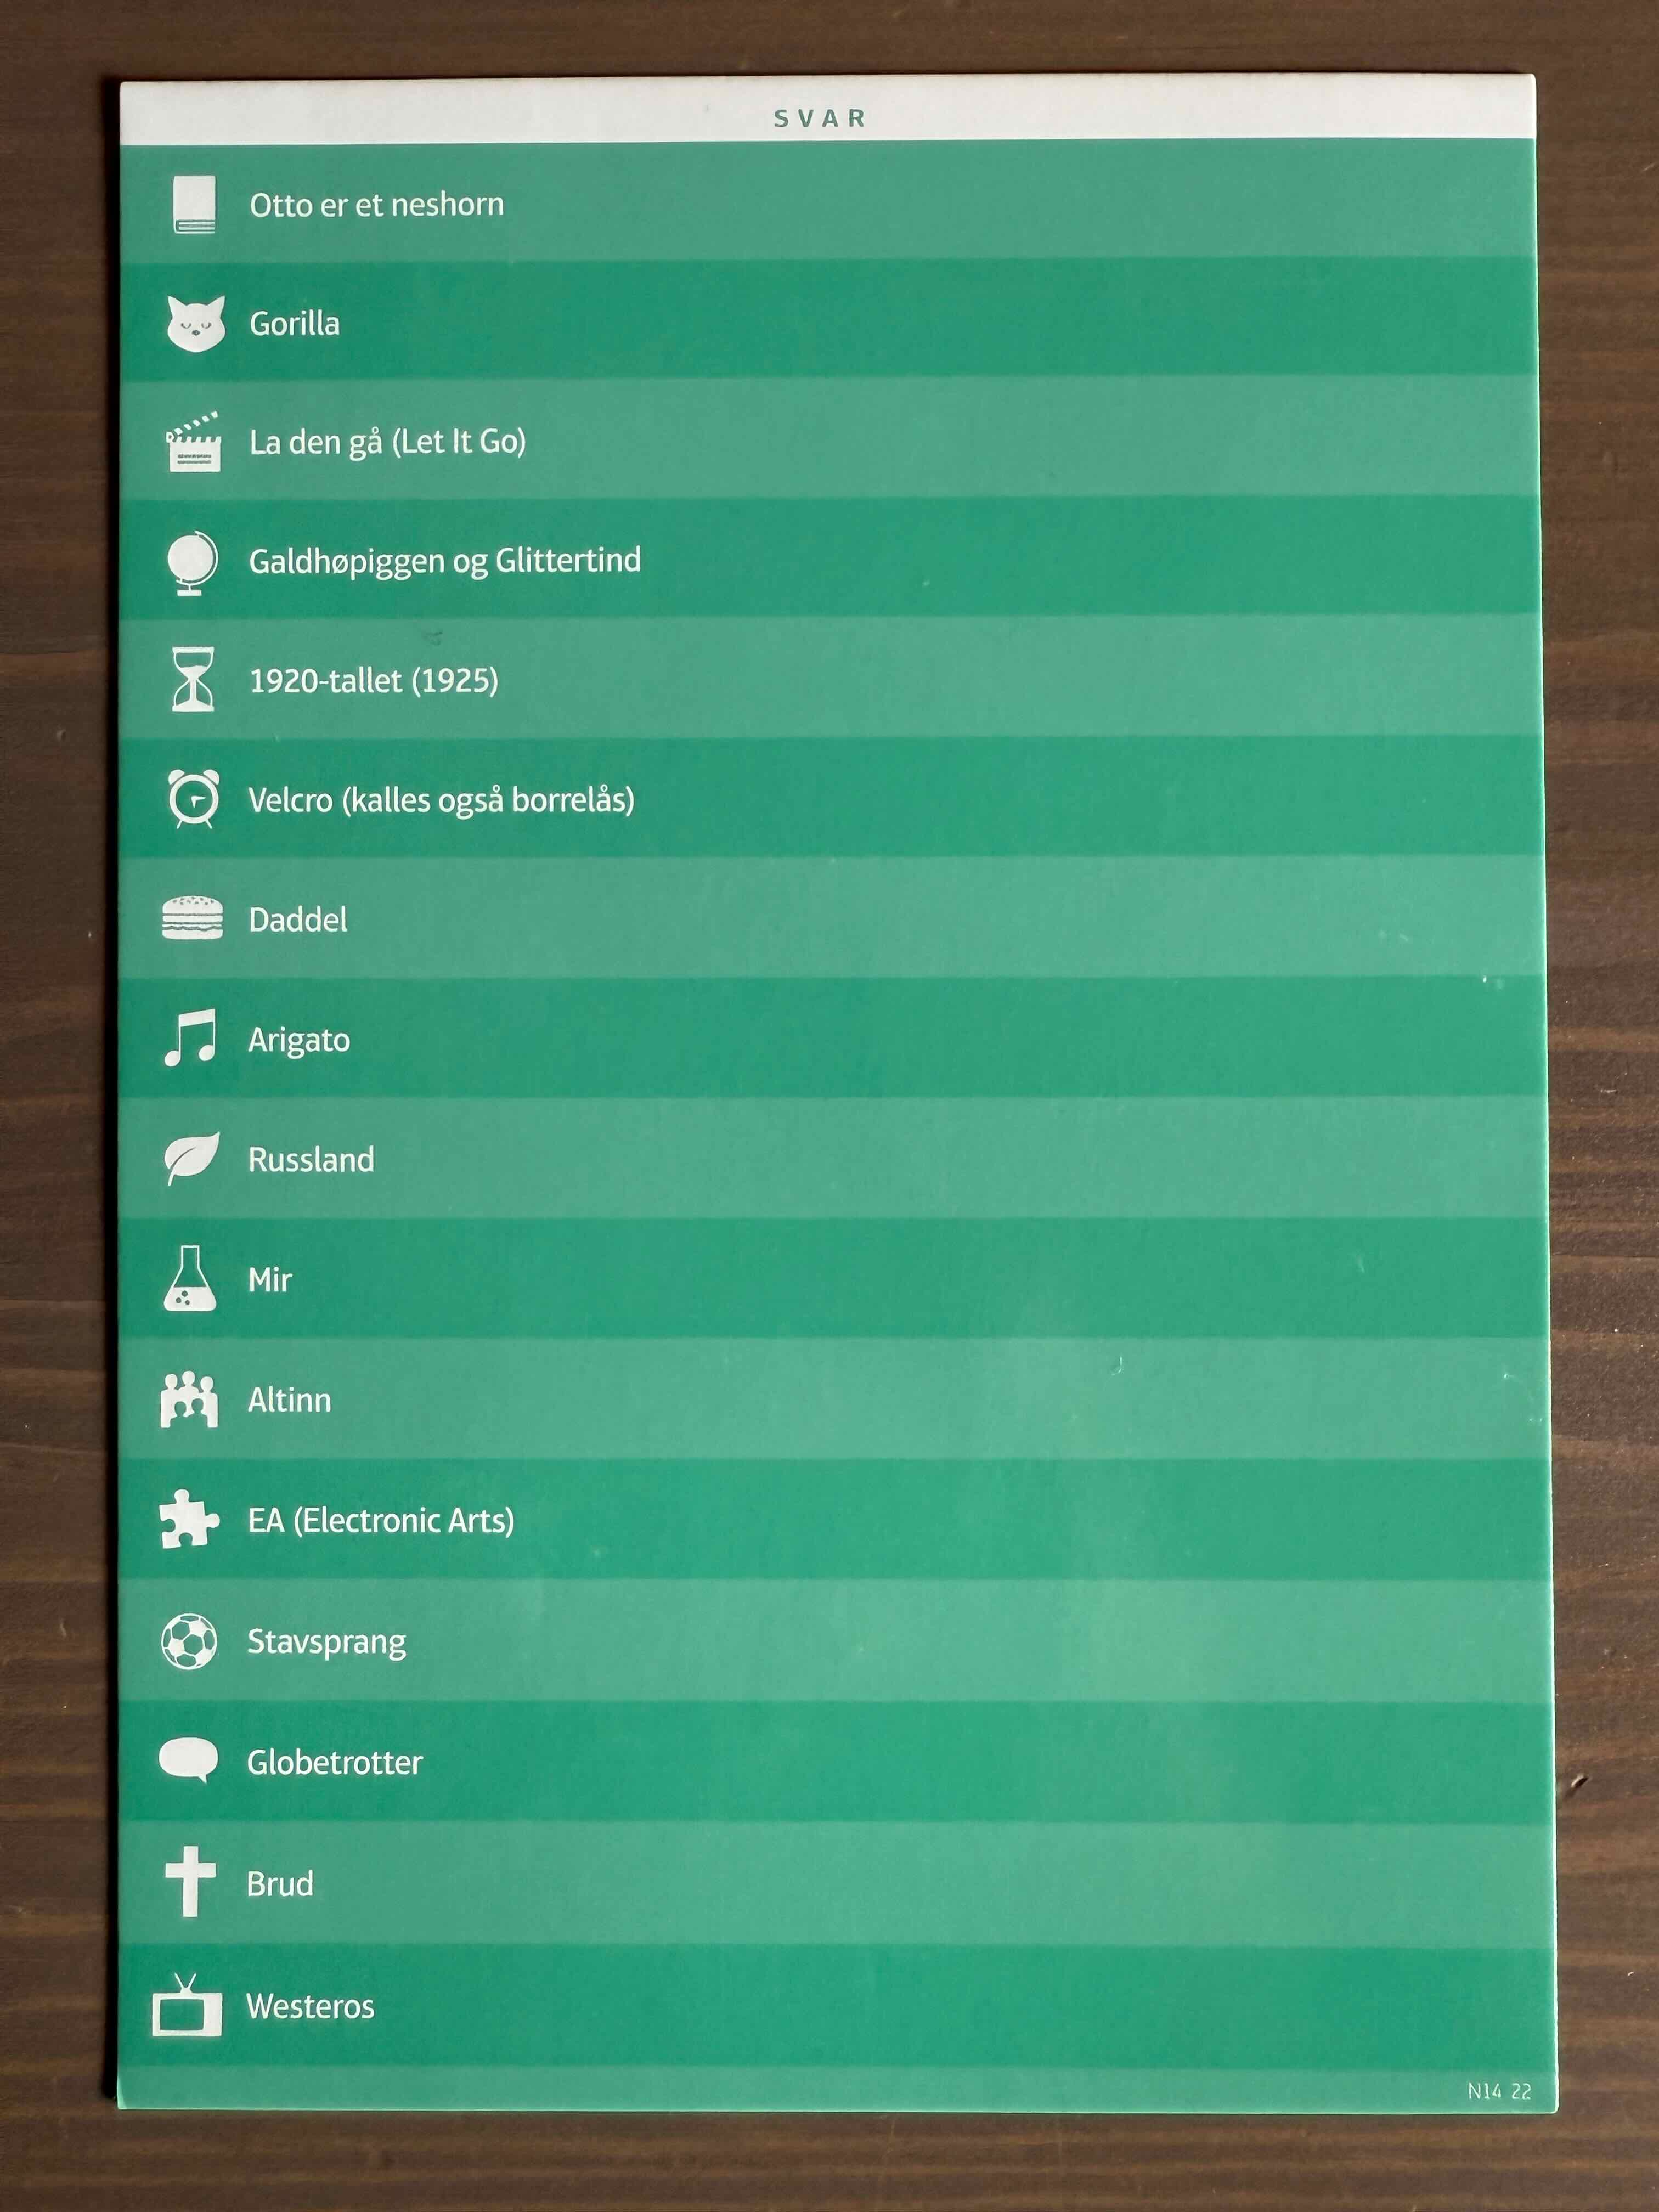 SVAR
Otto er et neshorn
Gorilla
La den gå (Let It Go)
Galdhøpiggen og Glittertind
1920-tallet (1925)
Velcro (kalles også borrelås)
Daddel
Arigato
Russland
Mir
Altinn
EA (Electronic Arts)
Stavsprang
Globetrotter
Brud
Westeros
N14 22